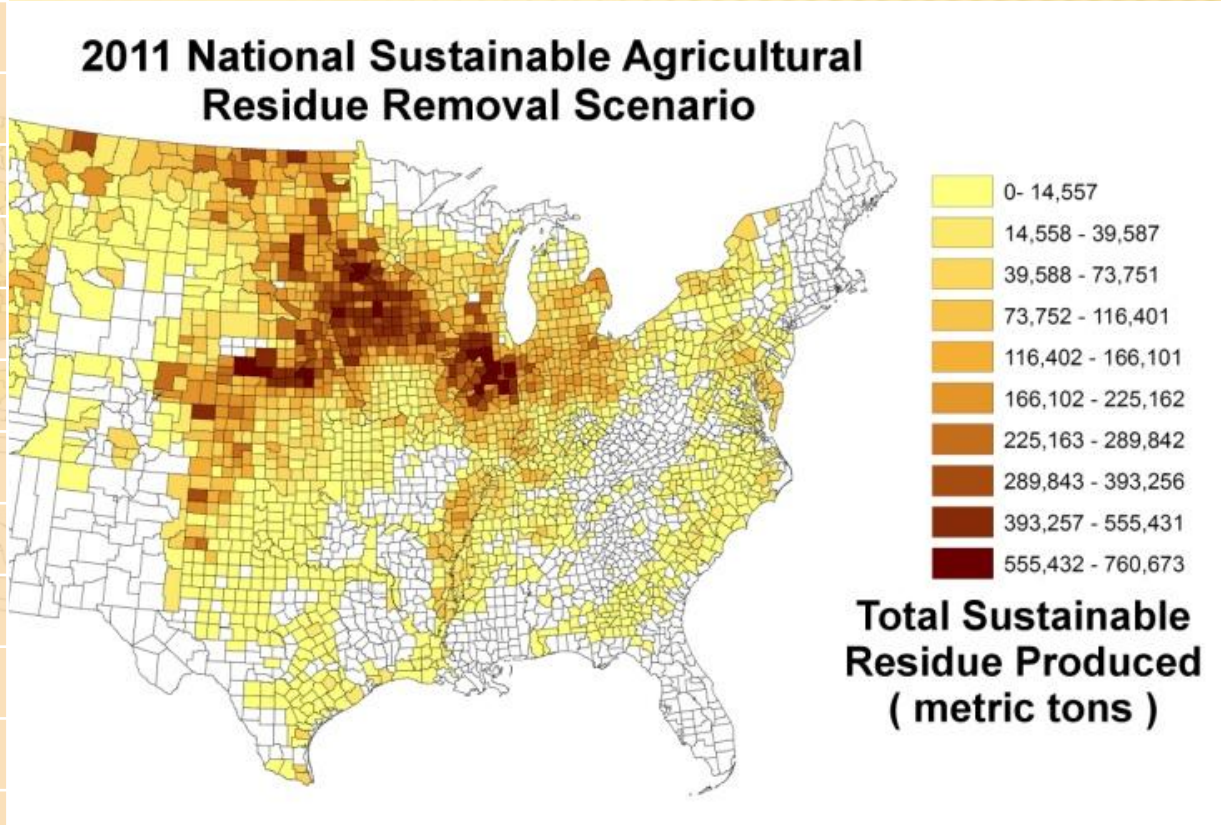 2011 National Sustainable Agricultural
Residue Removal Scenario
0- 14,557
14,558 - 39,587
39,588 - 73,751
73,752 - 116,401
116,402 - 166,101
166,102 - 225,162
225,163 - 289,842
289,843 - 393,256
393,257 - 555,431
555,432 - 760,673
Total Sustainable
Residue Produced
( metric tons )